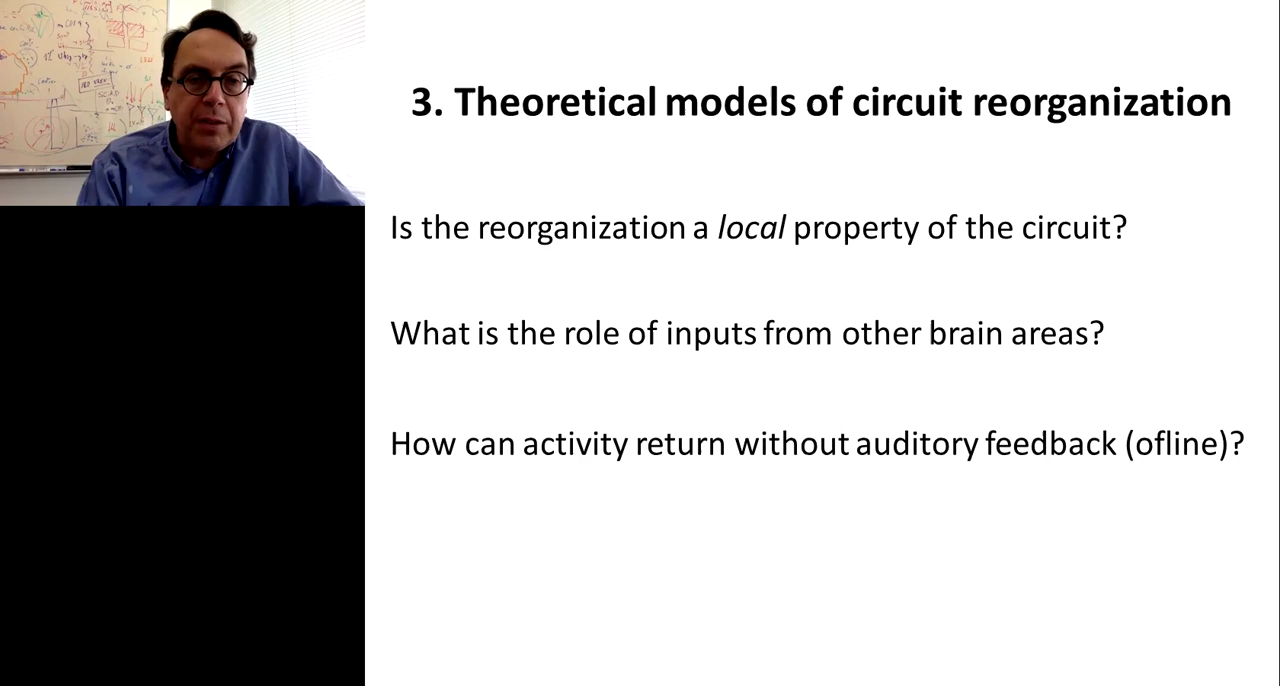 3. Theoretical models of circuit reorganization
Is the reorganization a local property of the circuit?
What is the role of inputs from other brain areas?
How can activity return without auditory feedback (ofline)?